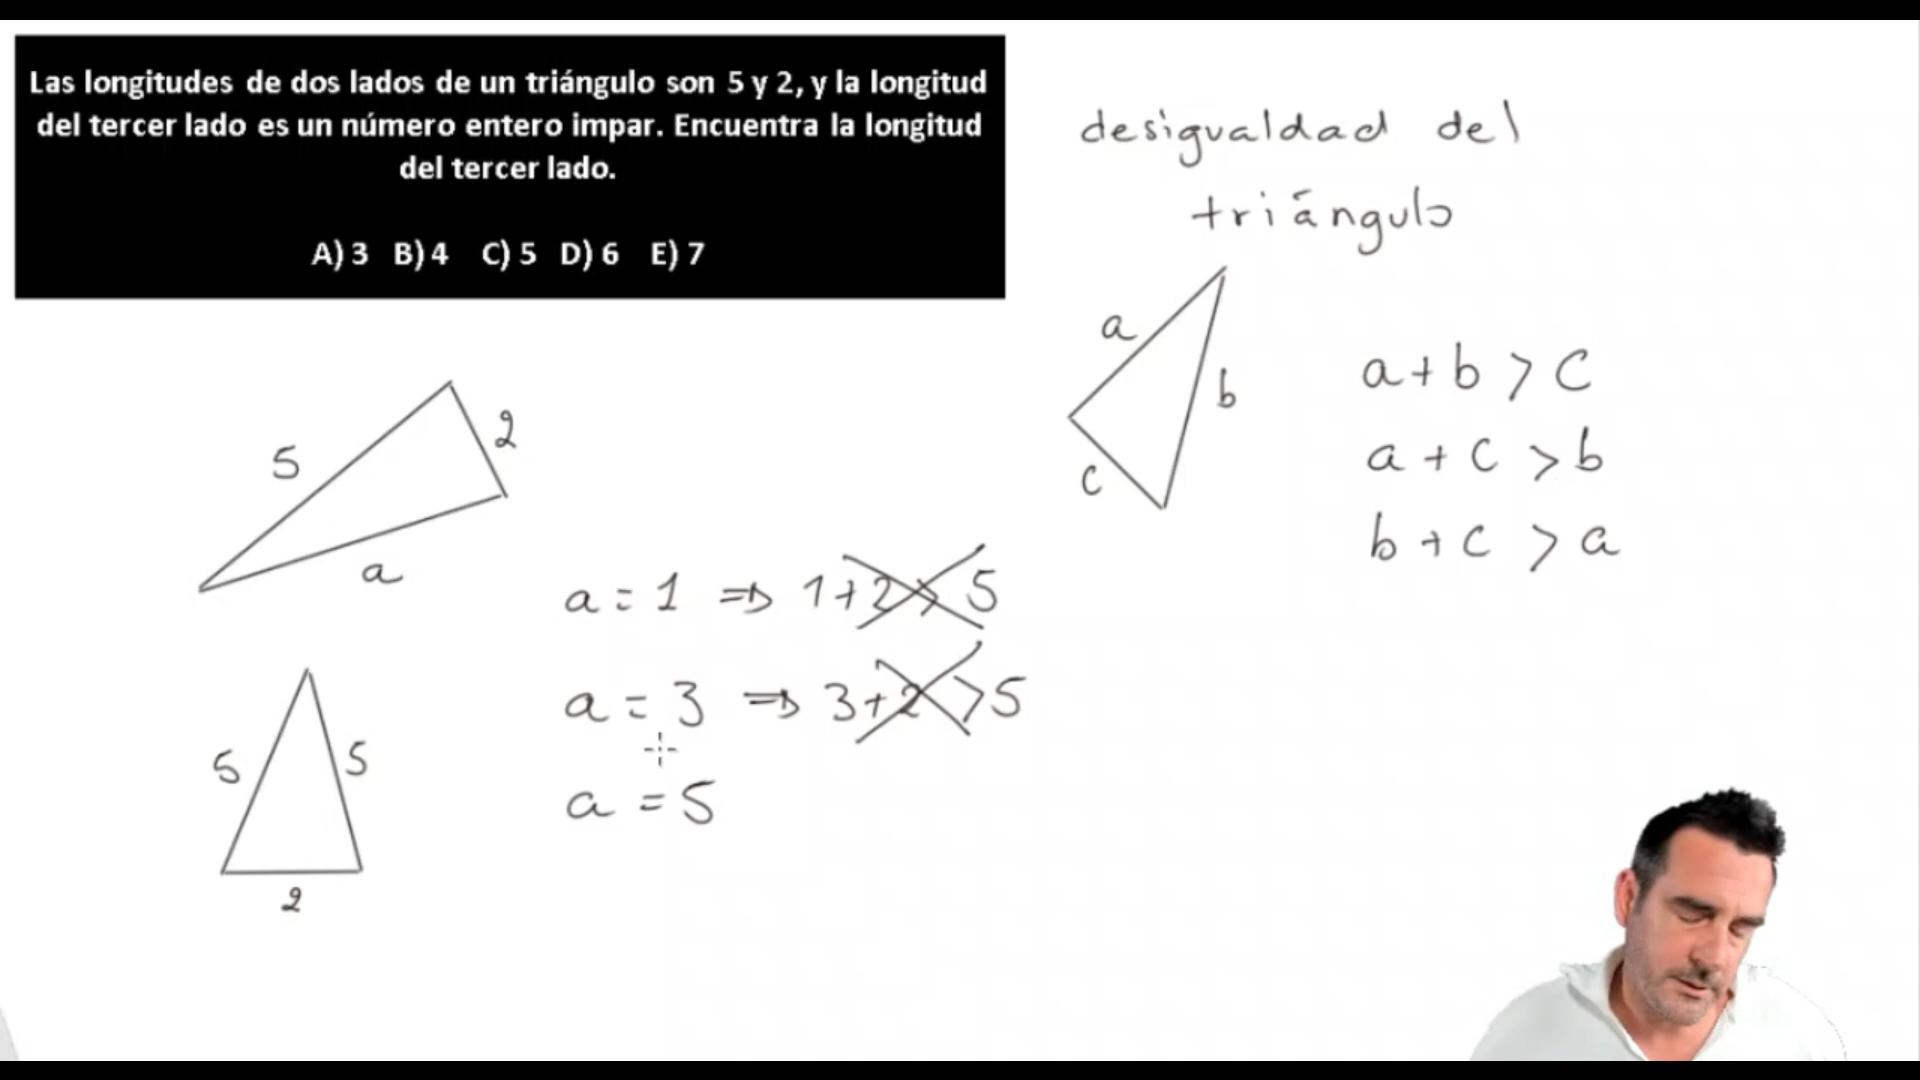 Las longitudes de dos lados de un triángulo son 5 y 2, y la longitud
del tercer lado es un número entero impar. Encuentra la longitud
del tercer lado.
A) 3 B) 4 C) 5 D) 6 E) 7
desigualdad del
triángulo
a
b
c
a + b > c
a + c > b
b + c > a
5
2
a
a = 1 ⇒ 1 + 2 > 5
a = 3 ⇒ 3 + 2 > 5
a = 5
5
5
2